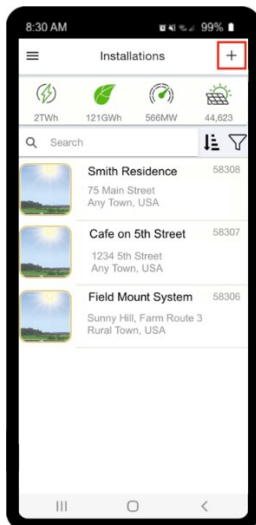 8:30 AM 99%
Installations
2TWh 121GWh 566MW 44,623
Search
Smith Residence 58308
75 Main Street
Any Town, USA
Cafe on 5th Street 58307
1234 5th Street
Any Town, USA
Field Mount System 58306
Sunny Hill, Farm Route 3
Rural Town, USA